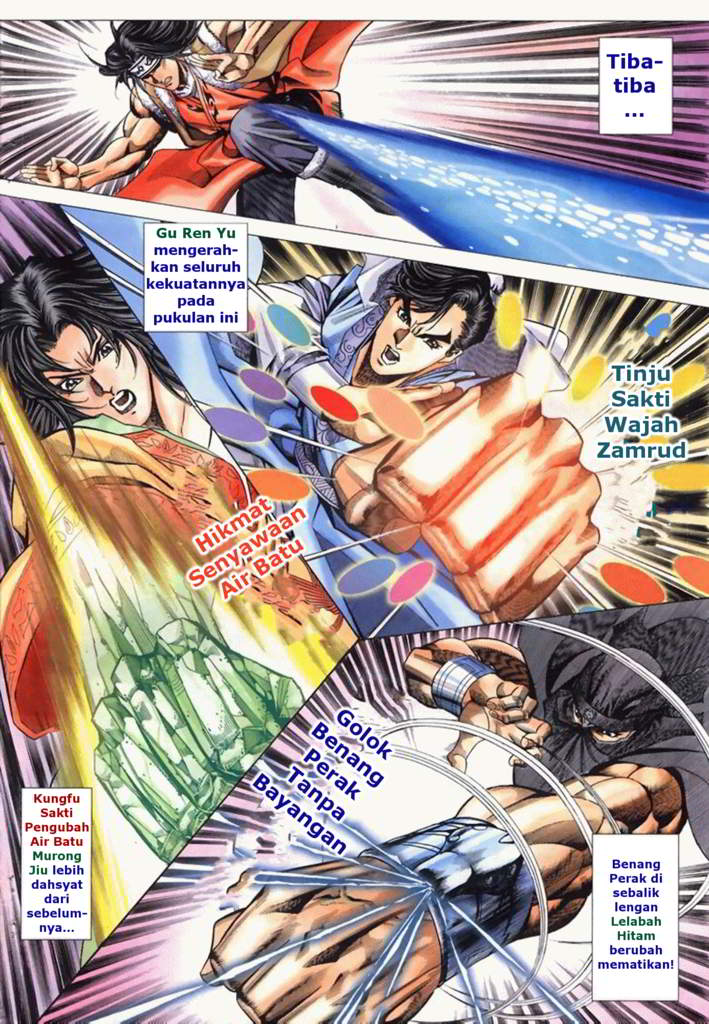 Tiba-
tiba
...
Gu Ren Yu
mengerah-
kan seluruh
kekuatannya
pada
pukulan ini
Tinju
Sakti
Wajah
Zamrud
Hikmat
Senyawaan
Air Batu
Golok
Benang
Perak
Tanpa
Bayangan
Kungfu
Sakti
Pengubah
Air Batu
Murong
Jiu lebih
dahsyat
dari
sebelum-
nya...
Benang
Perak di
sebalik
lengan
Lelabah
Hitam
berubah
mematikan!